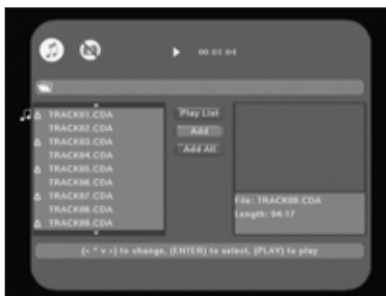 00:01:04
TRACK01.CDA
TRACK02.CDA
TRACK03.CDA
TRACK04.CDA
TRACK05.CDA
TRACK06.CDA
TRACK07.CDA
TRACK08.CDA
TRACK09.CDA
Play List
Add
Add All
File: TRACK09.CDA
Length: 04:17
(< ^ v >) to change, (ENTER) to select, (PLAY) to play